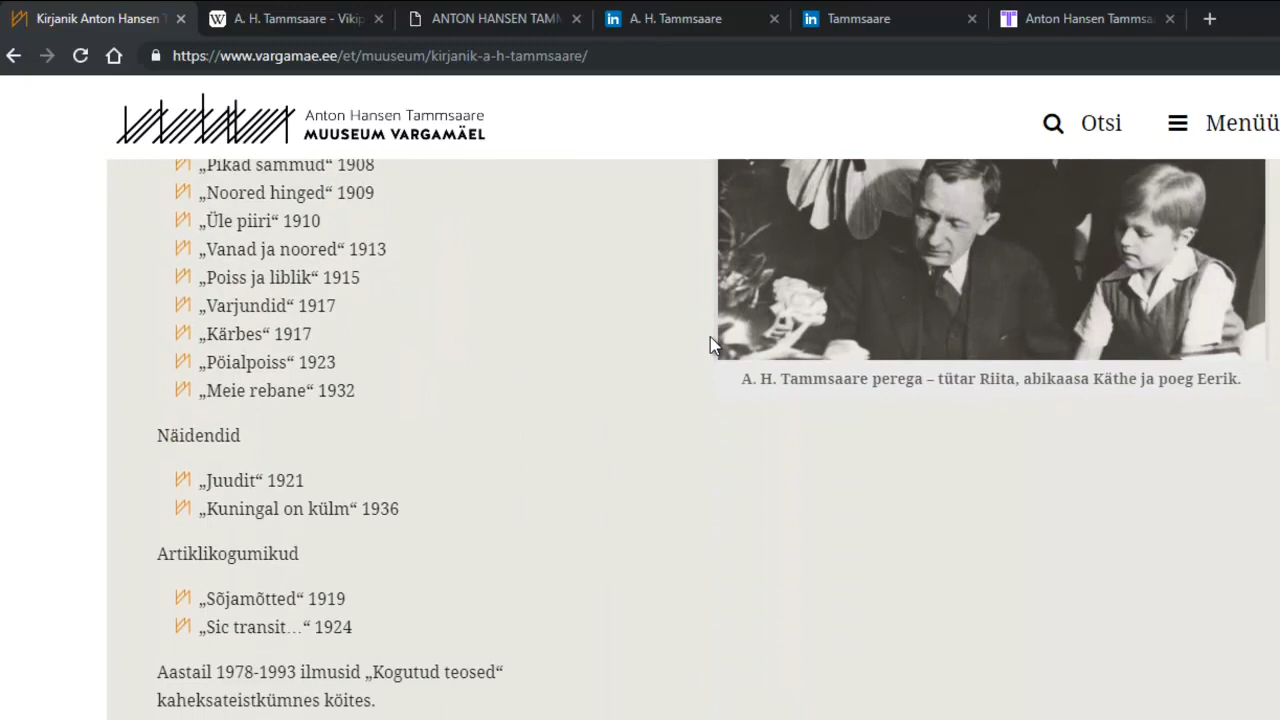 Kirjanik Anton Hansen T
A. H. Tammsaare - Vikip
ANTON HANSEN TAMM
A. H. Tammsaare
Tammsaare
Anton Hansen Tammsa
https://www.vargamae.ee/et/muuseum/kirjanik-a-h-tammsaare/
Anton Hansen Tammsaare
MUUSEUM VARGAMÄEL
Otsi
Menüü
„Pikad sammud“ 1908
„Noored hinged“ 1909
„Üle piiri“ 1910
„Vanad ja noored“ 1913
„Poiss ja liblik“ 1915
„Varjundid“ 1917
„Kärbes“ 1917
„Pöialpoiss“ 1923
„Meie rebane“ 1932
Näidendid
„Juudit“ 1921
„Kuningal on külm“ 1936
Artiklikogumikud
„Sõjamõtted“ 1919
„Sic transit…“ 1924
Aastail 1978-1993 ilmusid „Kogutud teosed“
kaheksateistkümnes köites.
A. H. Tammsaare perega – tütar Riita, abikaasa Käthe ja poeg Eerik.